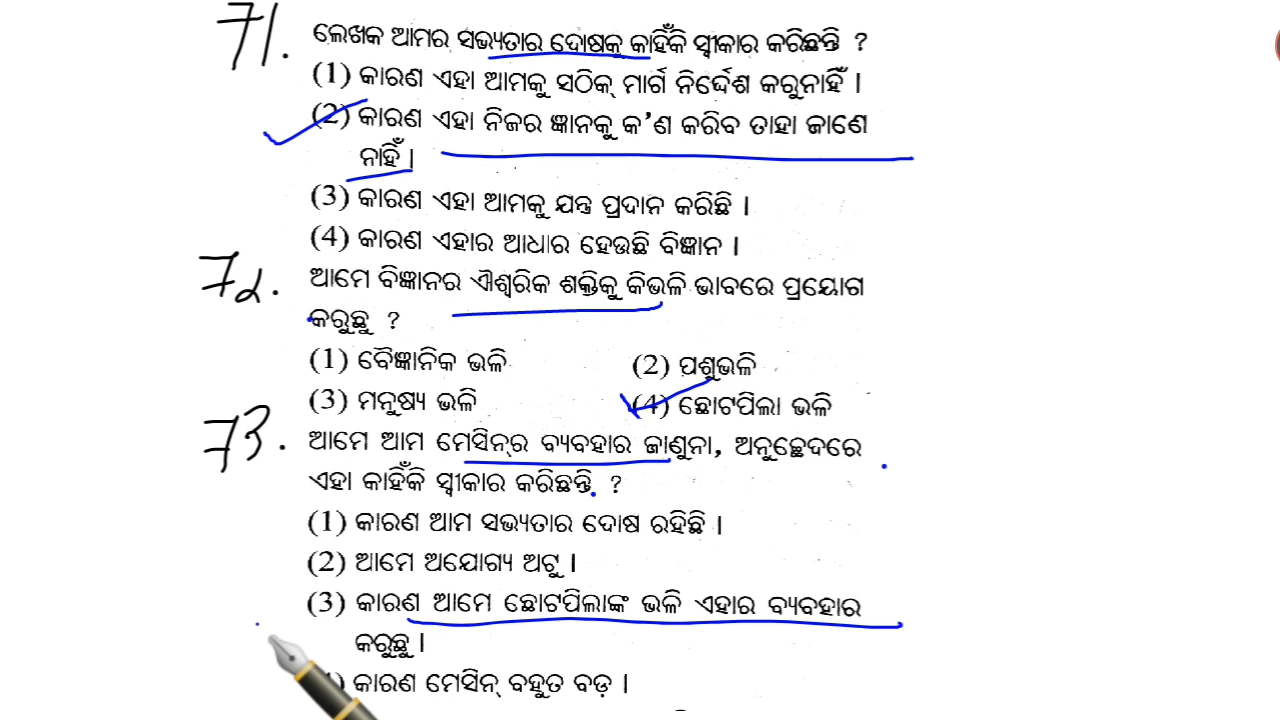 71. ଲେଖକ ଆମର ସଭ୍ୟତାର ଦୋଷକୁ କାହିଁକି ସ୍ୱୀକାର କରିଛନ୍ତି ?
(1) କାରଣ ଏହା ଆମକୁ ସଠିକ୍ ମାର୍ଗ ନିର୍ଦ୍ଦେଶ କରୁନାହିଁ ।
(2) କାରଣ ଏହା ନିଜର ଜ୍ଞାନକୁ କ’ଣ କରିବ ତାହା ଜାଣେ
ନାହିଁ ।
(3) କାରଣ ଏହା ଆମକୁ ଯନ୍ତ୍ର ପ୍ରଦାନ କରିଛି ।
(4) କାରଣ ଏହାର ଆଧାର ହେଉଛି ବିଜ୍ଞାନ ।
72. ଆମେ ବିଜ୍ଞାନର ଐଶ୍ୱରିକ ଶକ୍ତିକୁ କିଭଳି ଭାବରେ ପ୍ରୟୋଗ
କରୁଛୁ ?
(1) ବୈଜ୍ଞାନିକ ଭଳି (2) ପଶୁଭଳି
(3) ମନୁଷ୍ୟ ଭଳି (4) ଛୋଟପିଲା ଭଳି
73. ଆମେ ଆମ ମେସିନ୍‌ର ବ୍ୟବହାର ଜାଣୁନା, ଅନୁଚ୍ଛେଦରେ
ଏହା କାହିଁକି ସ୍ୱୀକାର କରିଛନ୍ତି ?
(1) କାରଣ ଆମ ସଭ୍ୟତାର ଦୋଷ ରହିଛି ।
(2) ଆମେ ଅଯୋଗ୍ୟ ଅଟୁ ।
(3) କାରଣ ଆମେ ଛୋଟପିଲାଙ୍କ ଭଳି ଏହାର ବ୍ୟବହାର
କରୁଛୁ ।
) କାରଣ ମେସିନ୍ ବହୁତ ବଡ଼ ।